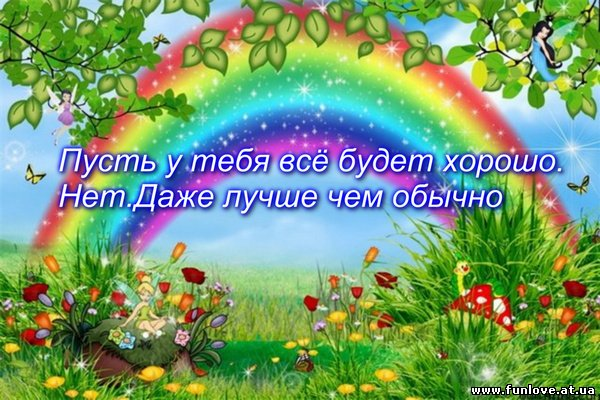 Пусть у тебя всё будет хорошо.
Нет.Даже лучше чем обычно
www.funlove.at.ua